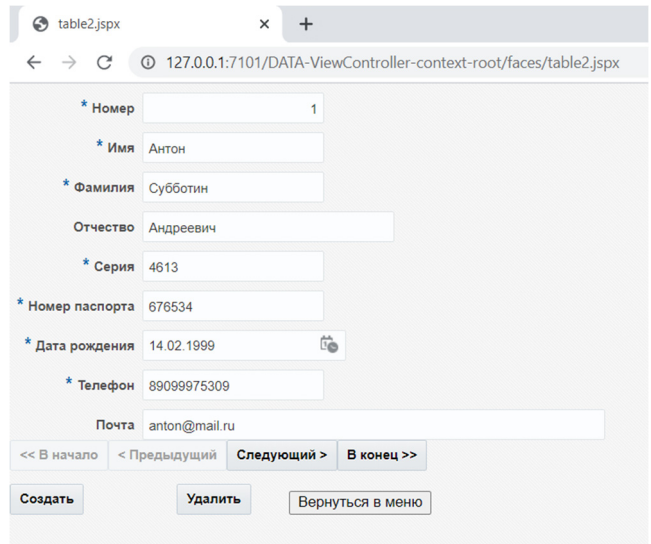 table2.jspx
127.0.0.1:7101/DATA-ViewController-context-root/faces/table2.jspx
* Номер 1
* Имя Антон
* Фамилия Субботин
Отчество Андреевич
* Серия 4613
* Номер паспорта 676534
* Дата рождения 14.02.1999
* Телефон 89099975309
Почта anton@mail.ru
<< В начало < Предыдущий Следующий > В конец >>
Создать Удалить Вернуться в меню